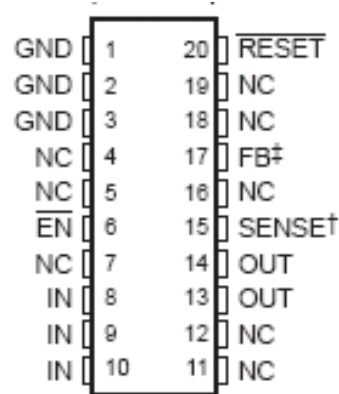 GND 1 20 RESET
GND 2 19 NC
GND 3 18 NC
NC 4 17 FB‡
NC 5 16 NC
EN 6 15 SENSE†
NC 7 14 OUT
IN 8 13 OUT
IN 9 12 NC
IN 10 11 NC